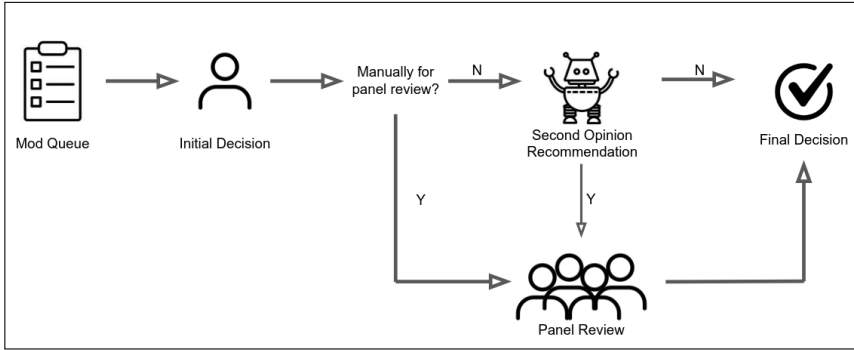 Mod Queue
Initial Decision
Manually for
panel review?
N
Second Opinion
Recommendation
N
Final Decision
Y
Y
Panel Review